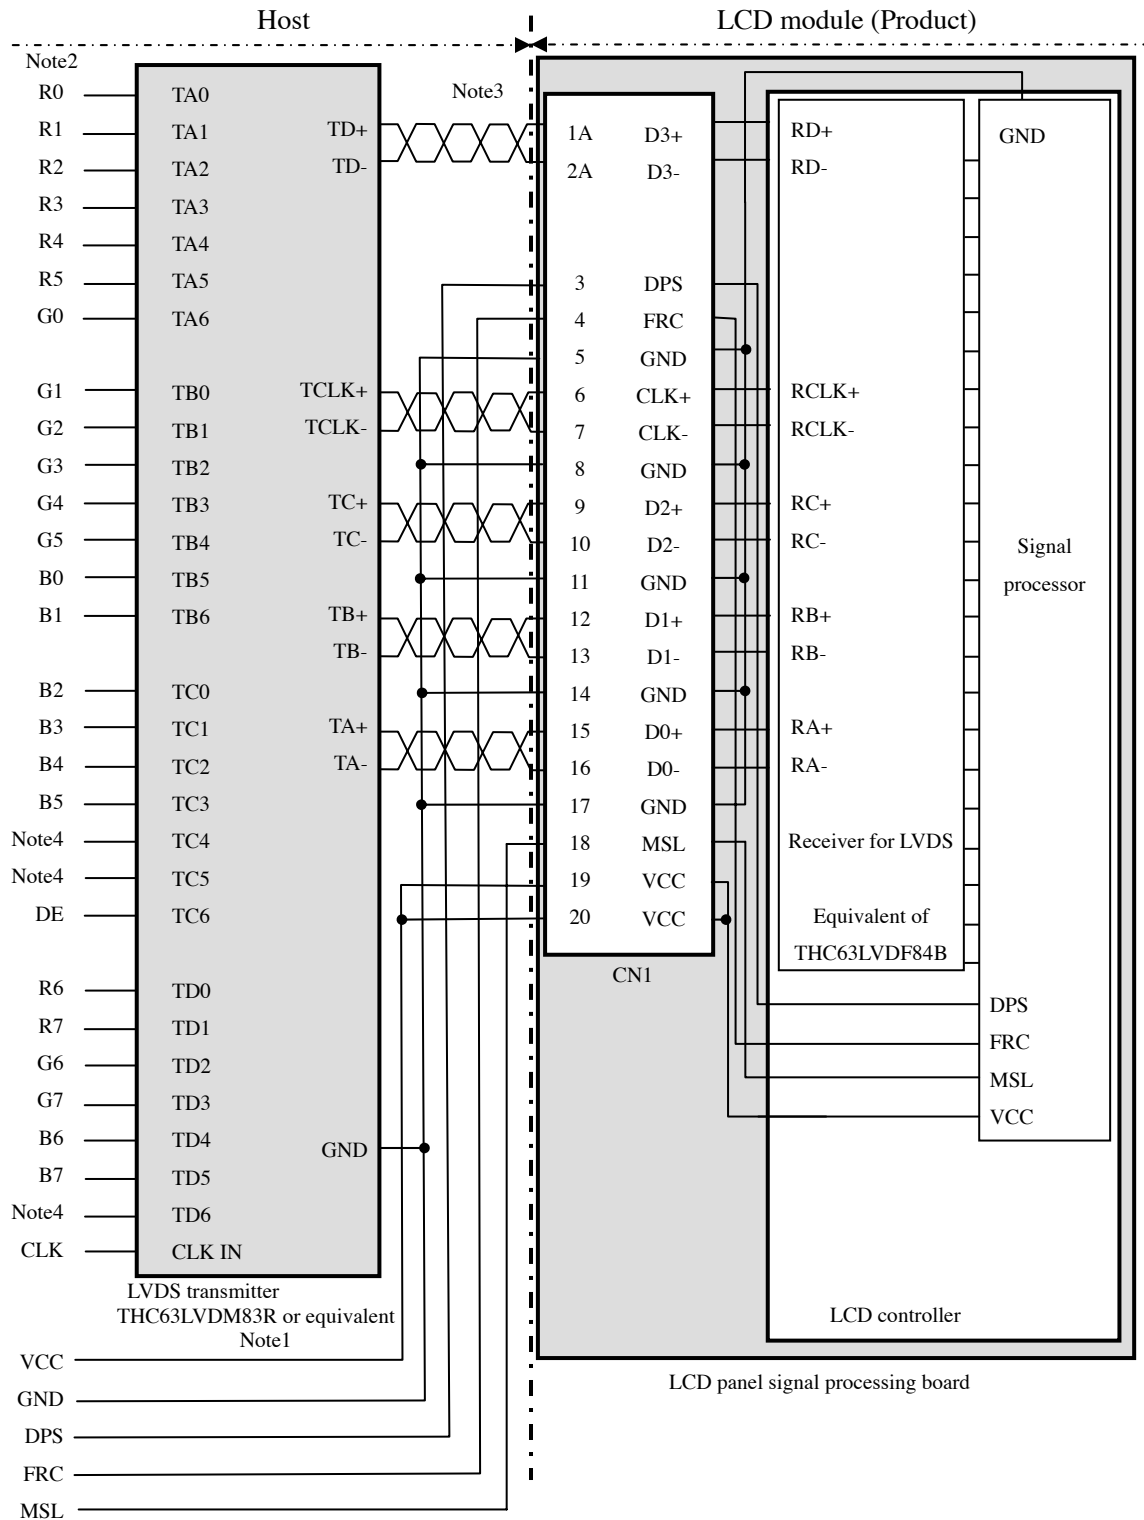 Host
LCD module (Product)
Note2
Note3
R0 TA0
R1 TA1 TD+ 1A D3+ RD+ GND
R2 TA2 TD- 2A D3- RD-
R3 TA3
R4 TA4
R5 TA5 3 DPS
G0 TA6 4 FRC
5 GND
G1 TB0 TCLK+ 6 CLK+ RCLK+
G2 TB1 TCLK- 7 CLK- RCLK-
G3 TB2 8 GND
G4 TB3 TC+ 9 D2+ RC+
G5 TB4 TC- 10 D2- RC-
Signal
processor
B0 TB5 11 GND
B1 TB6 TB+ 12 D1+ RB+
TB- 13 D1- RB-
B2 TC0 14 GND
B3 TC1 TA+ 15 D0+ RA+
B4 TC2 TA- 16 D0- RA-
B5 TC3 17 GND
Note4 TC4 18 MSL Receiver for LVDS
Note4 TC5 19 VCC
DE TC6 20 VCC Equivalent of
THC63LVDF84B
CN1
R6 TD0 DPS
R7 TD1 FRC
G6 TD2 MSL
G7 TD3 VCC
B6 TD4 GND
B7 TD5
Note4 TD6
CLK CLK IN
LVDS transmitter
THC63LVDM83R or equivalent
Note1
LCD controller
VCC
LCD panel signal processing board
GND
DPS
FRC
MSL